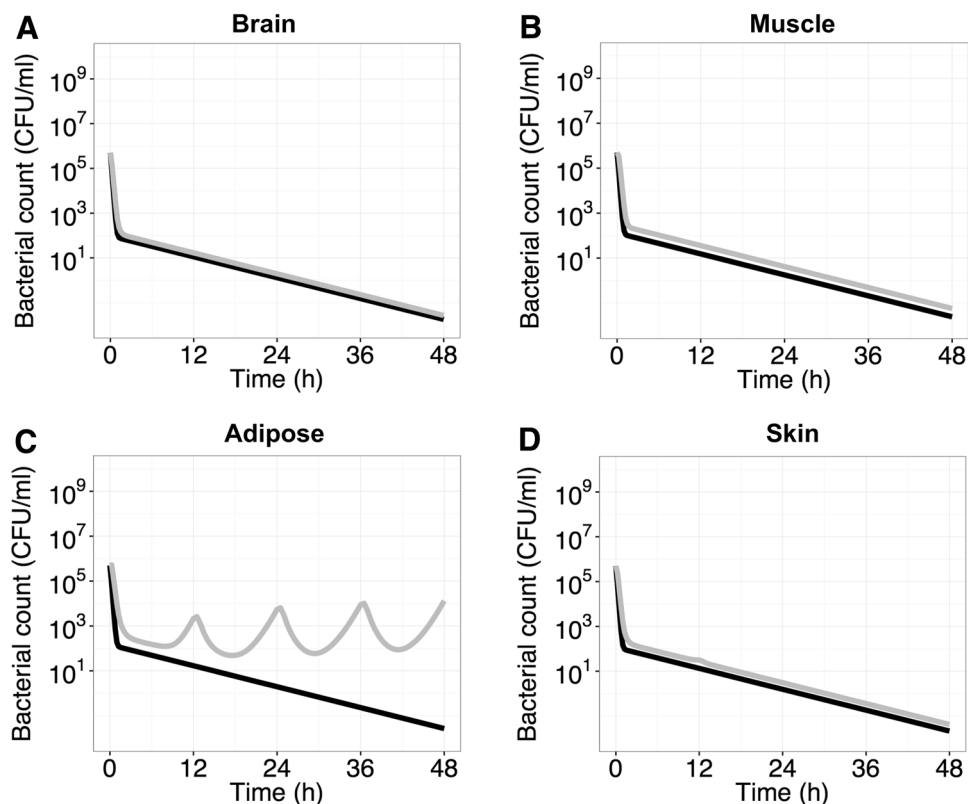 A Brain
Bacterial count (CFU/ml)
10^9
10^7
10^5
10^3
10^1
0 12 24 36 48
Time (h)
B Muscle
Bacterial count (CFU/ml)
10^9
10^7
10^5
10^3
10^1
0 12 24 36 48
Time (h)
C Adipose
Bacterial count (CFU/ml)
10^9
10^7
10^5
10^3
10^1
0 12 24 36 48
Time (h)
D Skin
Bacterial count (CFU/ml)
10^9
10^7
10^5
10^3
10^1
0 12 24 36 48
Time (h)